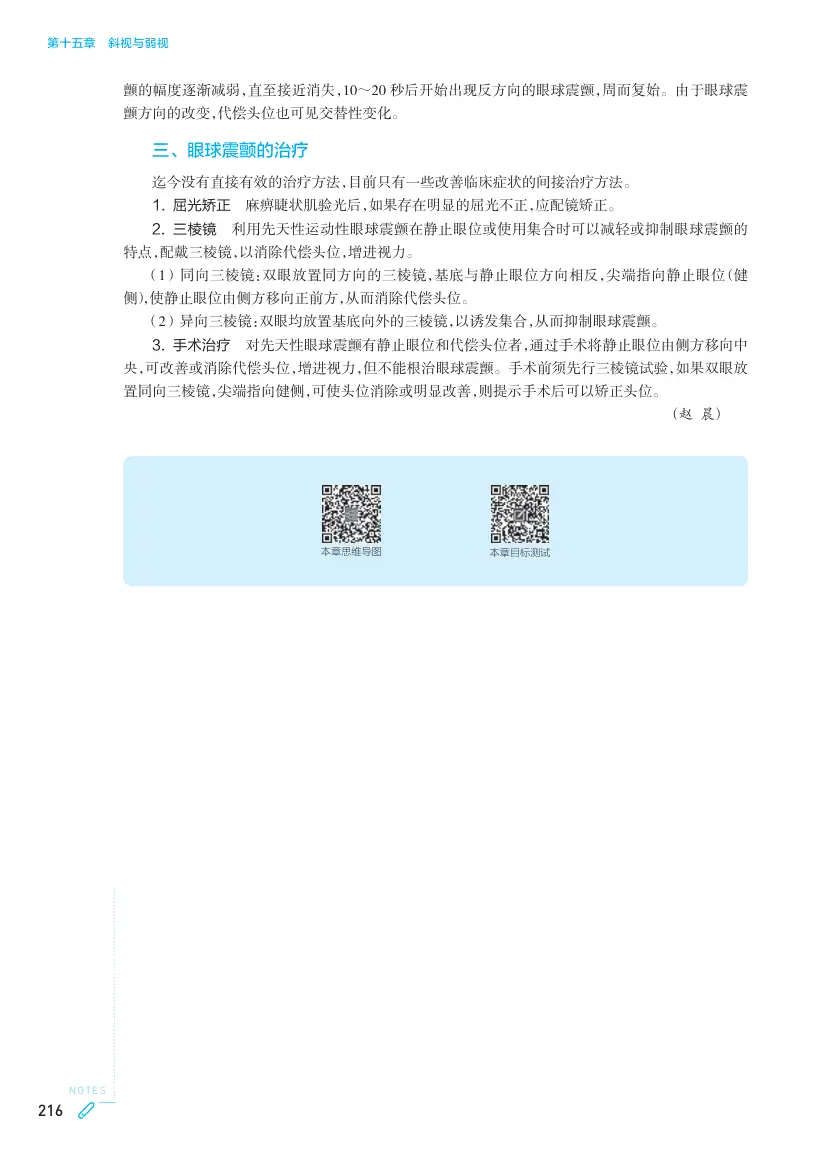 第十五章 斜视与弱视
颤的幅度逐渐减弱,直至接近消失,10～20 秒后开始出现反方向的眼球震颤,周而复始。由于眼球震
颤方向的改变,代偿头位也可见交替性变化。
三、眼球震颤的治疗
迄今没有直接有效的治疗方法,目前只有一些改善临床症状的间接治疗方法。
1. 屈光矫正 麻痹睫状肌验光后,如果存在明显的屈光不正,应配镜矫正。
2. 三棱镜 利用先天性运动性眼球震颤在静止眼位或使用集合时可以减轻或抑制眼球震颤的
特点,配戴三棱镜,以消除代偿头位,增进视力。
（1）同向三棱镜:双眼放置同方向的三棱镜,基底与静止眼位方向相反,尖端指向静止眼位(健
侧),使静止眼位由侧方移向正前方,从而消除代偿头位。
（2）异向三棱镜:双眼均放置基底向外的三棱镜,以诱发集合,从而抑制眼球震颤。
3. 手术治疗 对先天性眼球震颤有静止眼位和代偿头位者,通过手术将静止眼位由侧方移向中
央,可改善或消除代偿头位,增进视力,但不能根治眼球震颤。手术前须先行三棱镜试验,如果双眼放
置同向三棱镜,尖端指向健侧,可使头位消除或明显改善,则提示手术后可以矫正头位。
（赵 晨）
本章思维导图
本章目标测试
NOTES
216